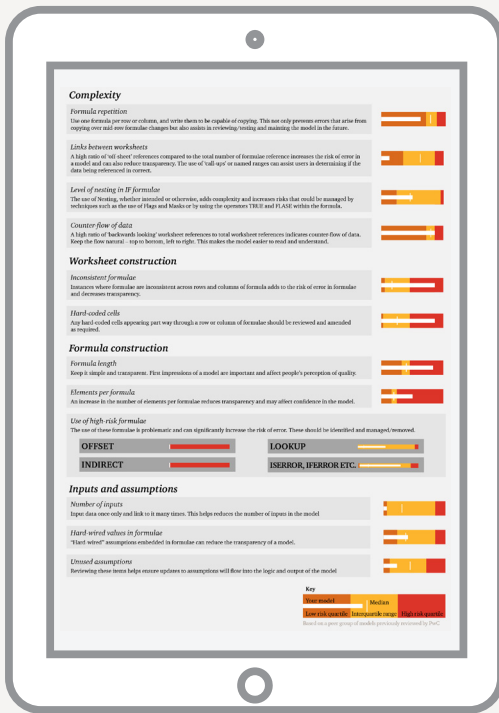 Complexity
Formula repetition
Use one formula per row or column, and write them to be capable of copying. This not only prevents errors that arise from
copying over mid-row formulae changes but also assists in reviewing/testing and mainting the model in the future.
Links between worksheets
A high ratio of 'off sheet' references compared to the total number of formulae reference increases the risk of error in
a model and can also reduce transparency. The use of 'call-ups' or named ranges can assist users in determining if the
data being referenced in correct.
Level of nesting in IF formulae
The use of Nesting, whether intended or otherwise, adds complexity and increases risks that could be managed by
techniques such as the use of Flags and Masks or by using the operators TRUE and FLASE within the formula.
Counter-flow of data
A high ratio of 'backwards looking' worksheet references to total worksheet references indicates counter-flow of data.
Keep the flow natural – top to bottom, left to right. This makes the model easier to read and understand.
Worksheet construction
Inconsistent formulae
Instances where formulae are inconsistent across rows and columns of formula adds to the risk of error in formulae
and decreases transparency.
Hard-coded cells
Any hard-coded cells appearing part way through a row or column of formulae should be reviewed and amended
as required.
Formula construction
Formula length
Keep it simple and transparent. First impressions of a model are important and affect people's perception of quality.
Elements per formula
An increase in the number of elements per formulae reduces transparency and may affect confidence in the model.
Use of high-risk formulae
The use of these formulae is problematic and can significantly increase the risk of error. These should be identified and managed/removed.
OFFSET
LOOKUP
INDIRECT
ISERROR, IFERROR ETC.
Inputs and assumptions
Number of inputs
Input data once only and link to it many times. This helps reduces the number of inputs in the model
Hard-wired values in formulae
"Hard wired" assumptions embedded in formulae can reduce the transparency of a model.
Unused assumptions
Reviewing these items helps ensure updates to assumptions will flow into the logic and output of the model
Key
Your model
Median
Low risk quartile Interquartile range High risk quartile
Based on a peer group of models previously reviewed by PwC